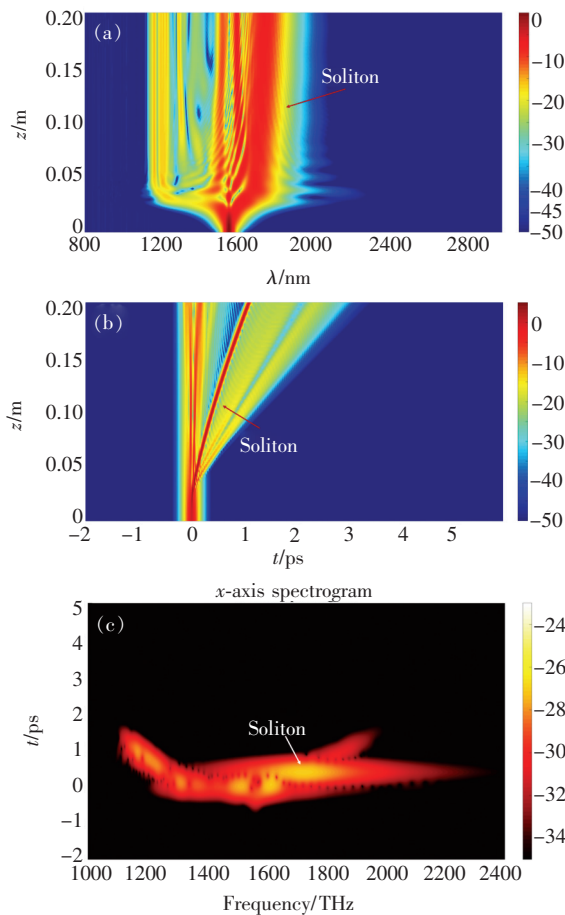 (a)
Soliton
z/m
0.20
0.15
0.10
0.05
0
800 1200 1600 2000 2400 2800
λ/nm
0
−10
−20
−30
−40
−45
−50
(b)
Soliton
z/m
0.20
0.15
0.10
0.05
0
−2 −1 0 1 2 3 4 5
t/ps
0
−10
−20
−30
−40
−50
x-axis spectrogram
(c)
Soliton
t/ps
5
4
3
2
1
0
−1
−2
1000 1200 1400 1600 1800 2000 2200 2400
Frequency/THz
−24
−26
−28
−30
−32
−34